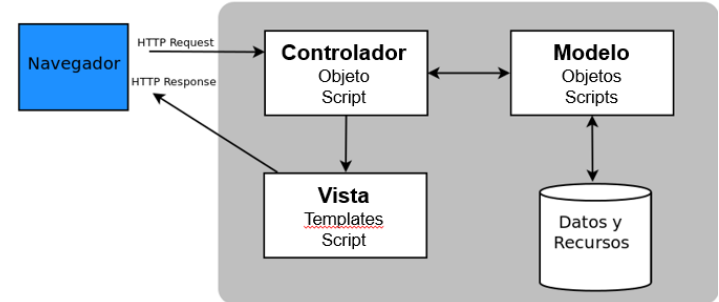 Navegador
HTTP Request
HTTP Response
Controlador
Objeto
Script
Modelo
Objetos
Scripts
Vista
Templates
Script
Datos y
Recursos